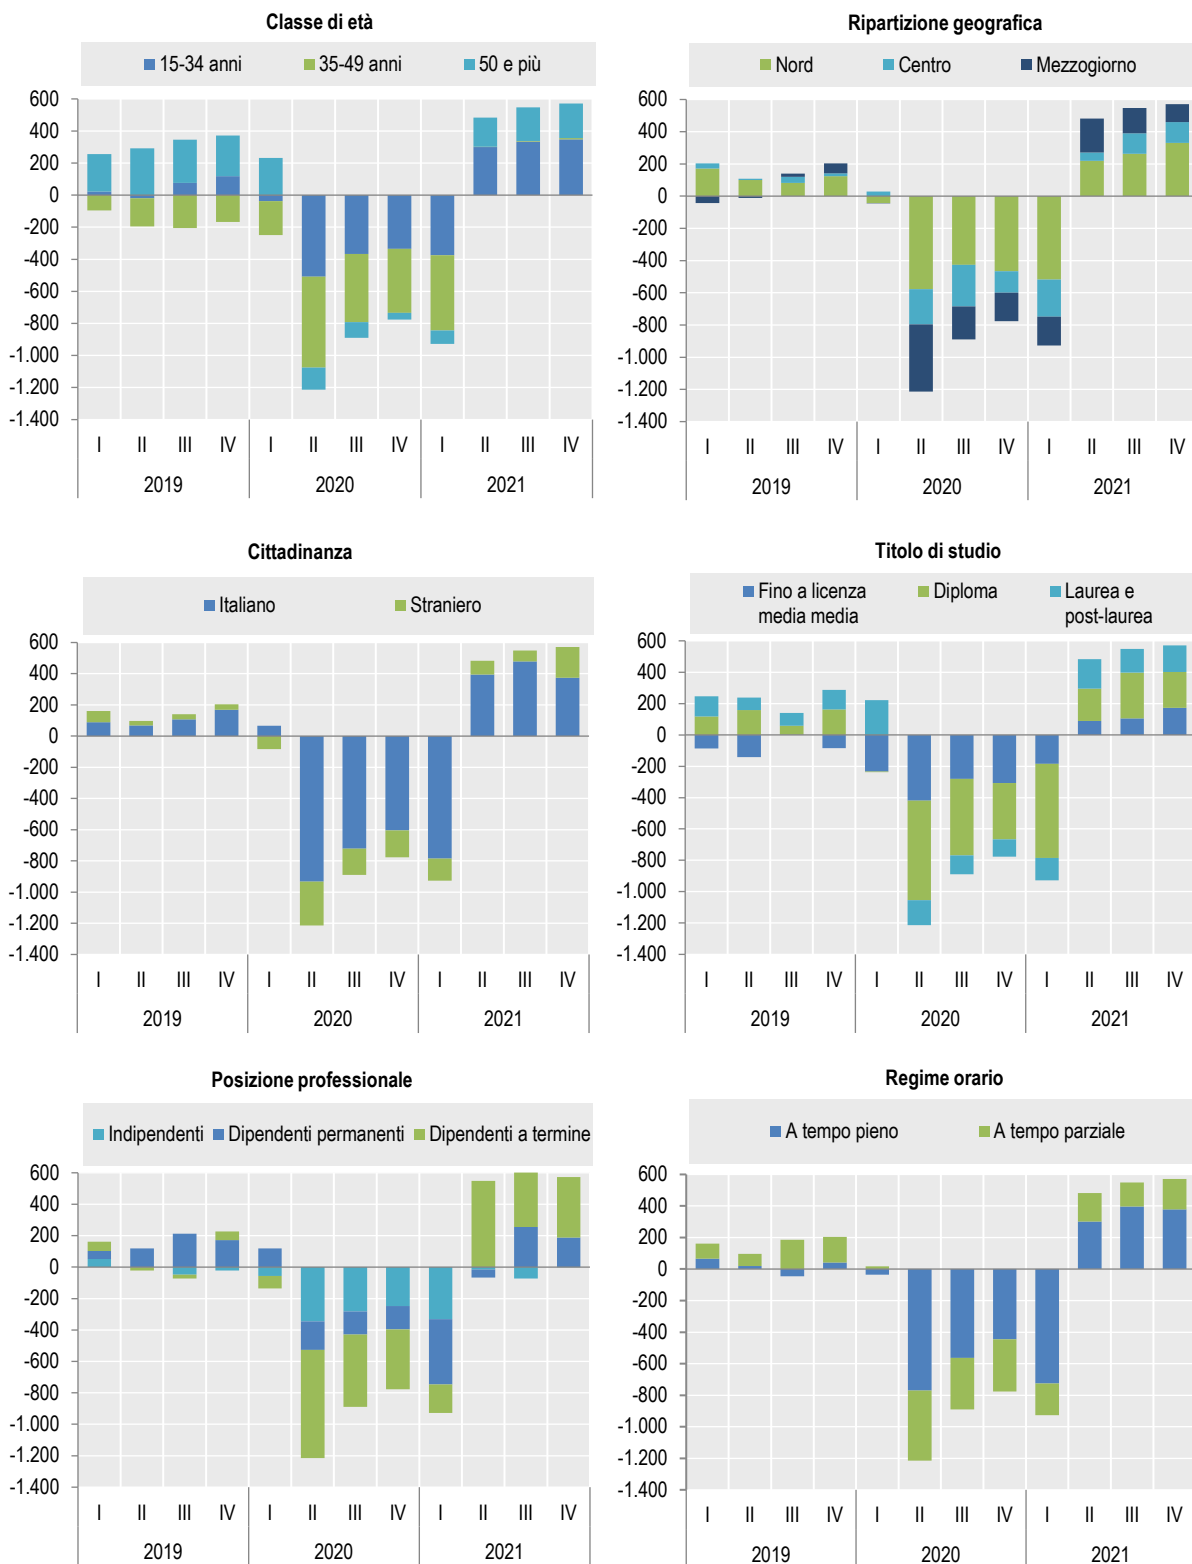 Classe di età
15-34 anni 35-49 anni 50 e più
600
400
200
0
-200
-400
-600
-800
-1.000
-1.200
-1.400
I II III IV I II III IV I II III IV
2019 2020 2021
Ripartizione geografica
Nord Centro Mezzogiorno
600
400
200
0
-200
-400
-600
-800
-1.000
-1.200
-1.400
I II III IV I II III IV I II III IV
2019 2020 2021
Cittadinanza
Italiano Straniero
600
400
200
0
-200
-400
-600
-800
-1.000
-1.200
-1.400
I II III IV I II III IV I II III IV
2019 2020 2021
Titolo di studio
Fino a licenza Diploma Laurea e
media media post-laurea
600
400
200
0
-200
-400
-600
-800
-1.000
-1.200
-1.400
I II III IV I II III IV I II III IV
2019 2020 2021
Posizione professionale
Indipendenti Dipendenti permanenti Dipendenti a termine
600
400
200
0
-200
-400
-600
-800
-1.000
-1.200
-1.400
I II III IV I II III IV I II III IV
2019 2020 2021
Regime orario
A tempo pieno A tempo parziale
600
400
200
0
-200
-400
-600
-800
-1.000
-1.200
-1.400
I II III IV I II III IV I II III IV
2019 2020 2021